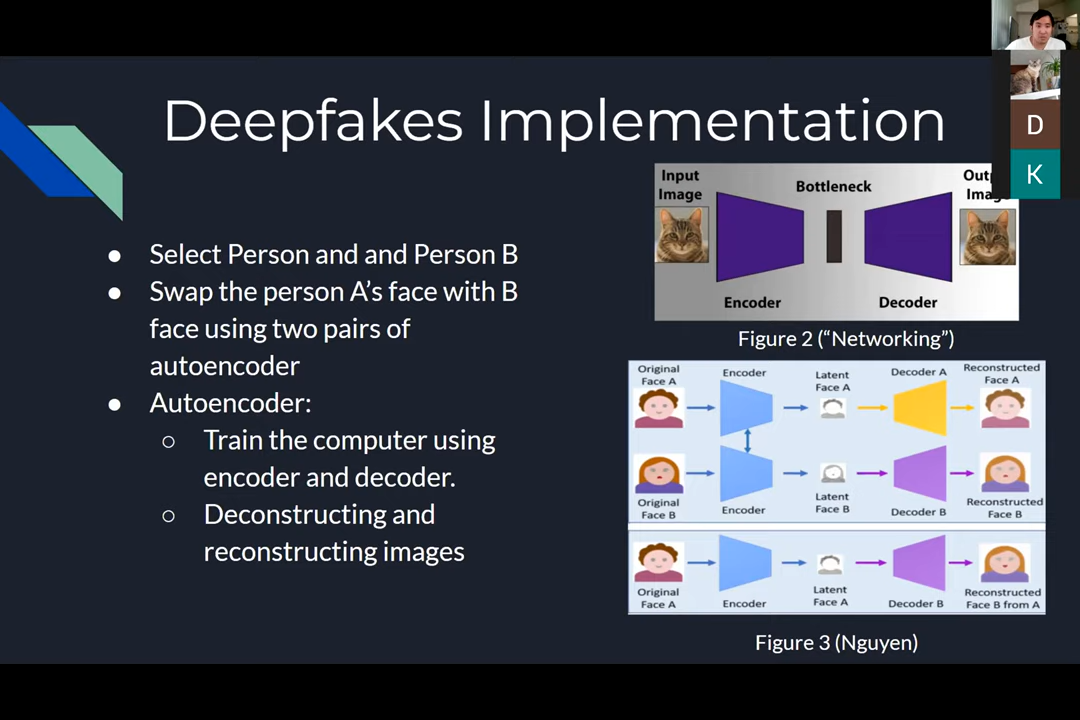 Deepfakes Implementation
D
K
● Select Person and and Person B
● Swap the person A’s face with B
face using two pairs of
autoencoder
● Autoencoder:
○ Train the computer using
encoder and decoder.
○ Deconstructing and
reconstructing images
Input
Image
Bottleneck
Encoder
Decoder
Figure 2 (“Networking”)
Original
Face A
Encoder
Latent
Face A
Decoder A
Reconstructed
Face A
Original
Face B
Encoder
Latent
Face B
Decoder B
Reconstructed
Face B
Original
Face A
Encoder
Latent
Face A
Decoder B
Reconstructed
Face B from A
Figure 3 (Nguyen)